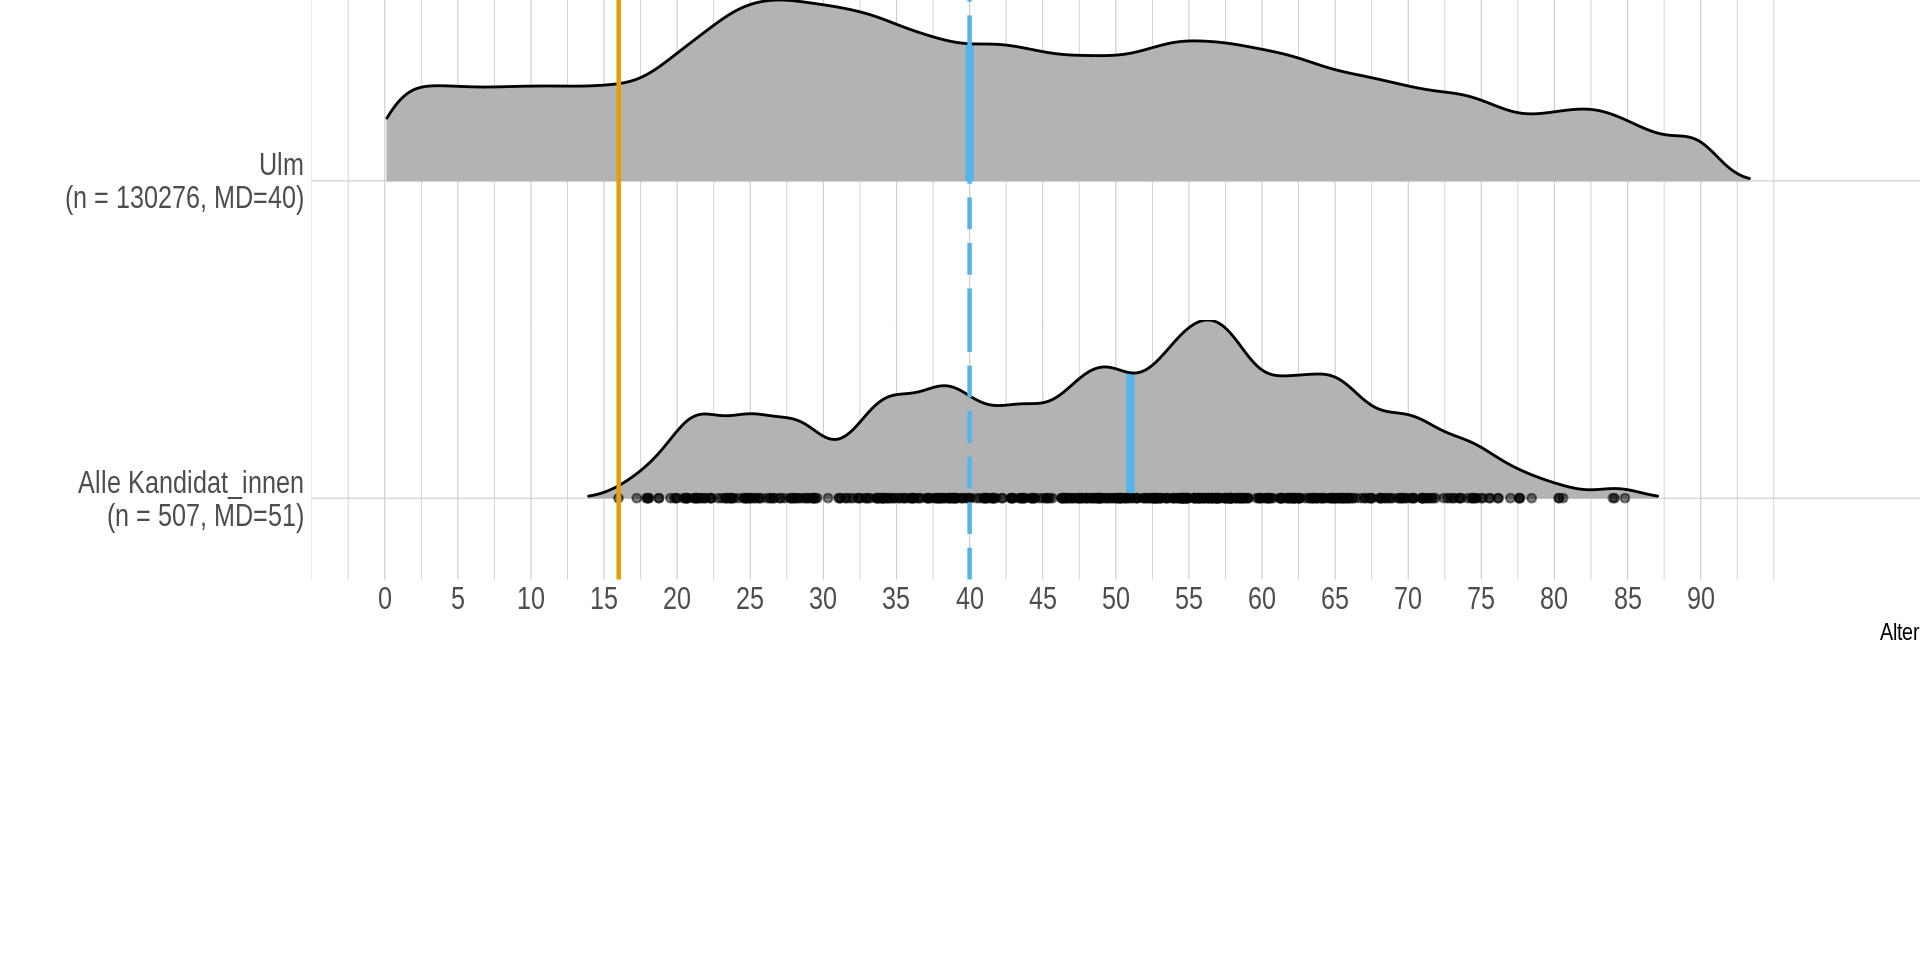 Ulm
(n = 130276, MD=40)
Alle Kandidat_innen
(n = 507, MD=51)
0 5 10 15 20 25 30 35 40 45 50 55 60 65 70 75 80 85 90
Alter